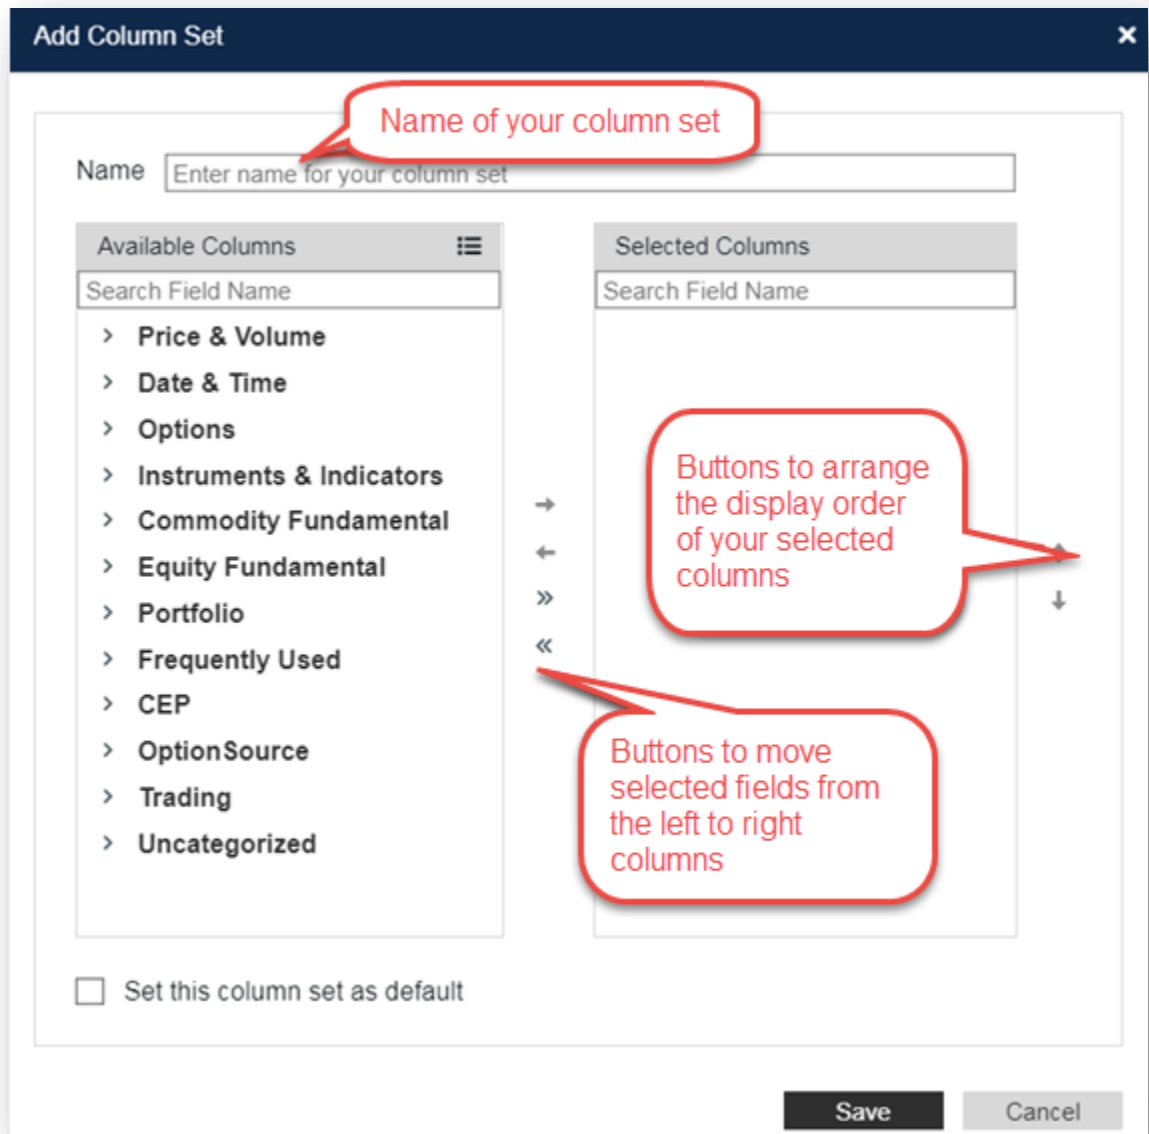 Add Column Set
Name of your column set
Name
Enter name for your column set
Available Columns
Selected Columns
Search Field Name
Search Field Name
Price & Volume
Date & Time
Options
Instruments & Indicators
Commodity Fundamental
Equity Fundamental
Portfolio
Frequently Used
CEP
OptionSource
Trading
Uncategorized
Buttons to arrange
the display order
of your selected
columns
Buttons to move
selected fields from
the left to right
columns
Set this column set as default
Save
Cancel